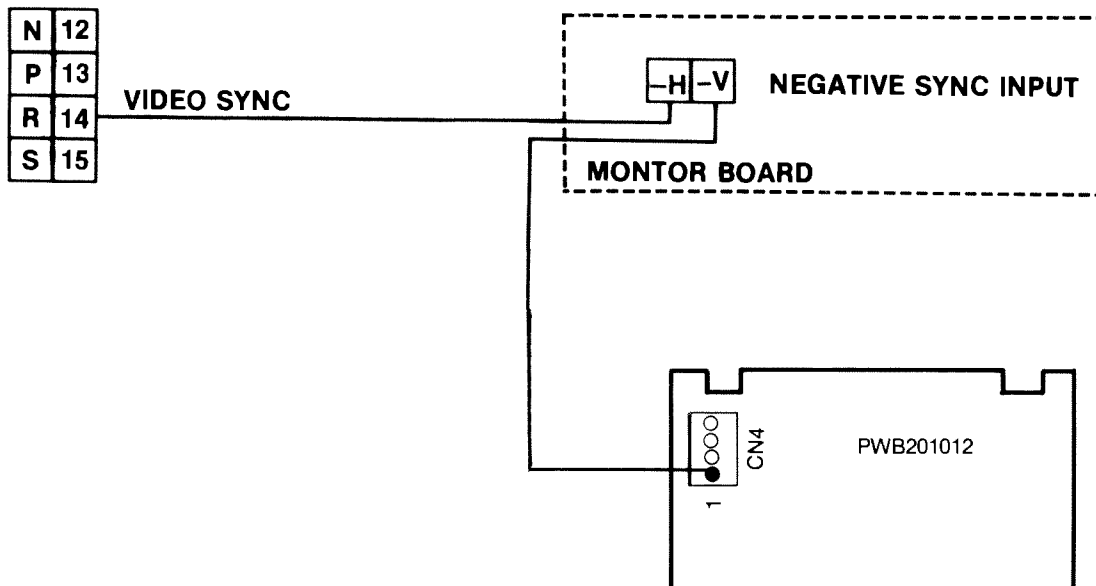 N 12
P 13
R 14
S 15
VIDEO SYNC
–H –V
NEGATIVE SYNC INPUT
MONTOR BOARD
CN4
1
PWB201012